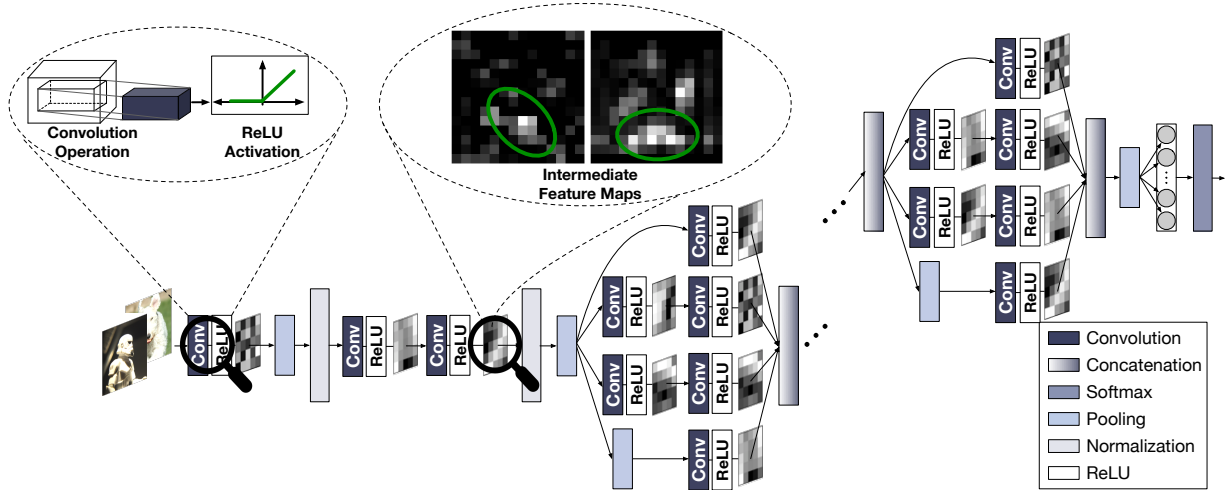 Convolution
Operation
ReLU
Activation
Intermediate
Feature Maps
Conv
ReLU
Conv
ReLU
Conv
ReLU
Conv
ReLU
Conv
ReLU
Conv
ReLU
Conv
ReLU
Conv
ReLU
Conv
ReLU
Conv
ReLU
Conv
ReLU
Conv
ReLU
Conv
ReLU
Conv
ReLU
Conv
ReLU
Convolution
Concatenation
Softmax
Pooling
Normalization
ReLU